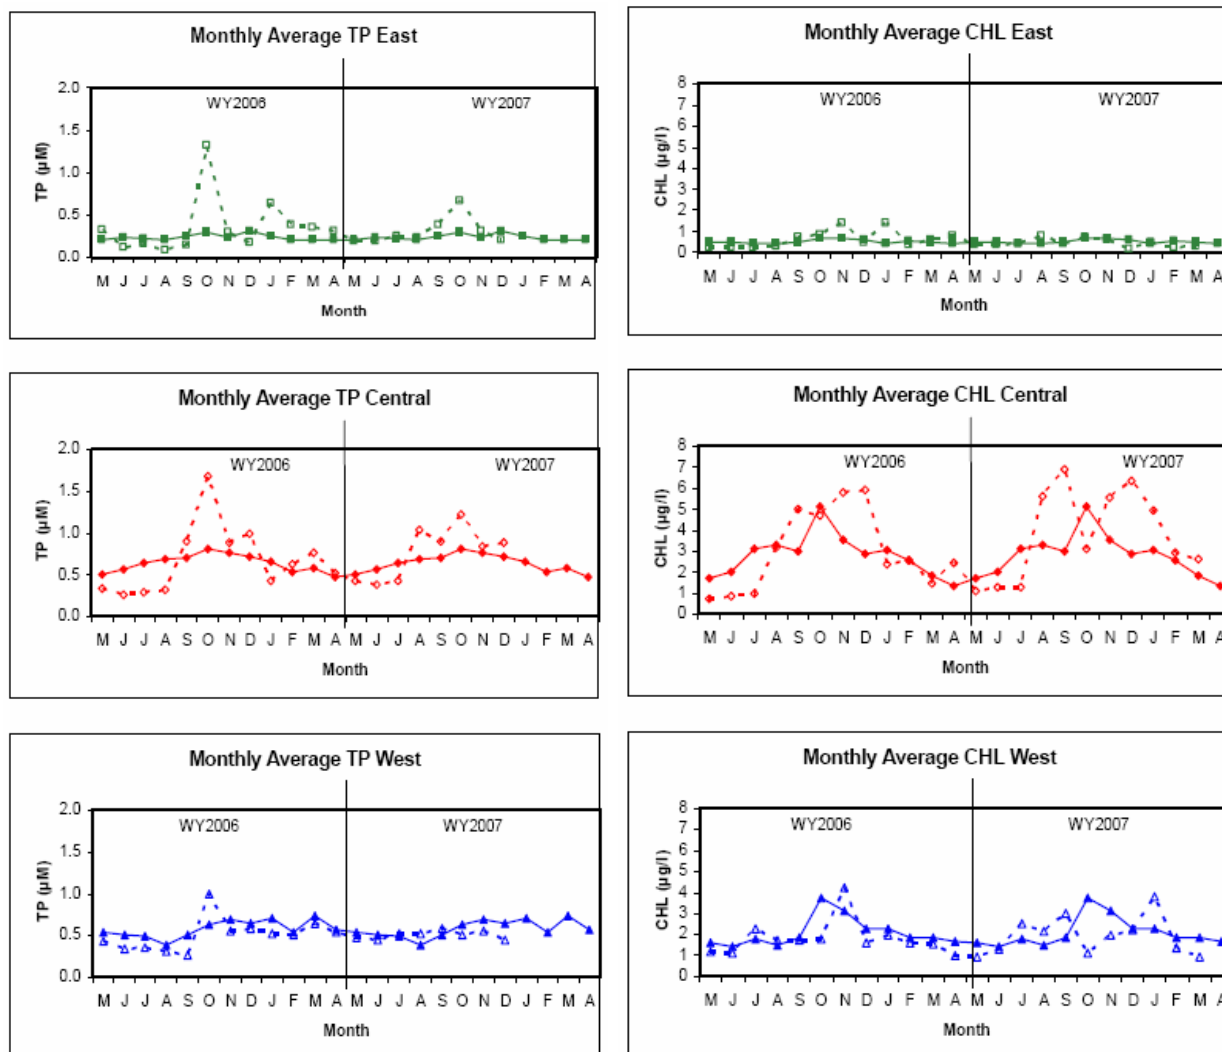 Monthly Average TP East
2.0
WY2006
WY2007
1.5
1.0
0.5
0.0
TP (µM)
M J J A S O N D J F M A M J J A S O N D J F M A
Month
Monthly Average CHL East
8
WY2006
WY2007
7
6
5
4
3
2
1
0
CHL (µg/l)
M J J A S O N D J F M A M J J A S O N D J F M A
Month
Monthly Average TP Central
2.0
WY2006
WY2007
1.5
1.0
0.5
0.0
TP (µM)
M J J A S O N D J F M A M J J A S O N D J F M A
Month
Monthly Average CHL Central
8
WY2006
WY2007
7
6
5
4
3
2
1
0
CHL (µg/l)
M J J A S O N D J F M A M J J A S O N D J F M A
Month
Monthly Average TP West
2.0
WY2006
WY2007
1.5
1.0
0.5
0.0
TP (µM)
M J J A S O N D J F M A M J J A S O N D J F M A
Month
Monthly Average CHL West
8
WY2006
WY2007
7
6
5
4
3
2
1
0
CHL (µg/l)
M J J A S O N D J F M A M J J A S O N D J F M A
Month